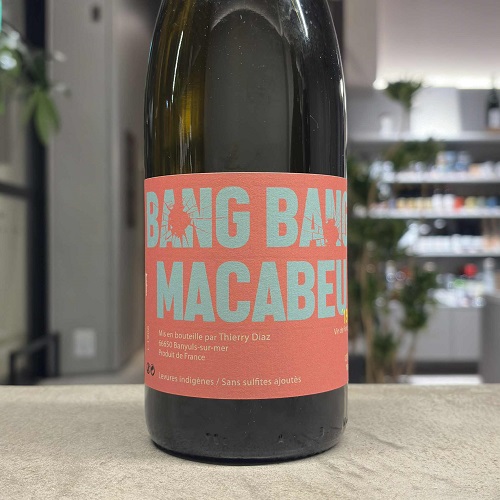 BANG BANG
MACABEU
Mis en bouteille par Thierry Diaz
66650 Banyuls-sur-mer
Produit de France
Levures Indigènes / Sans sulfites ajoutés